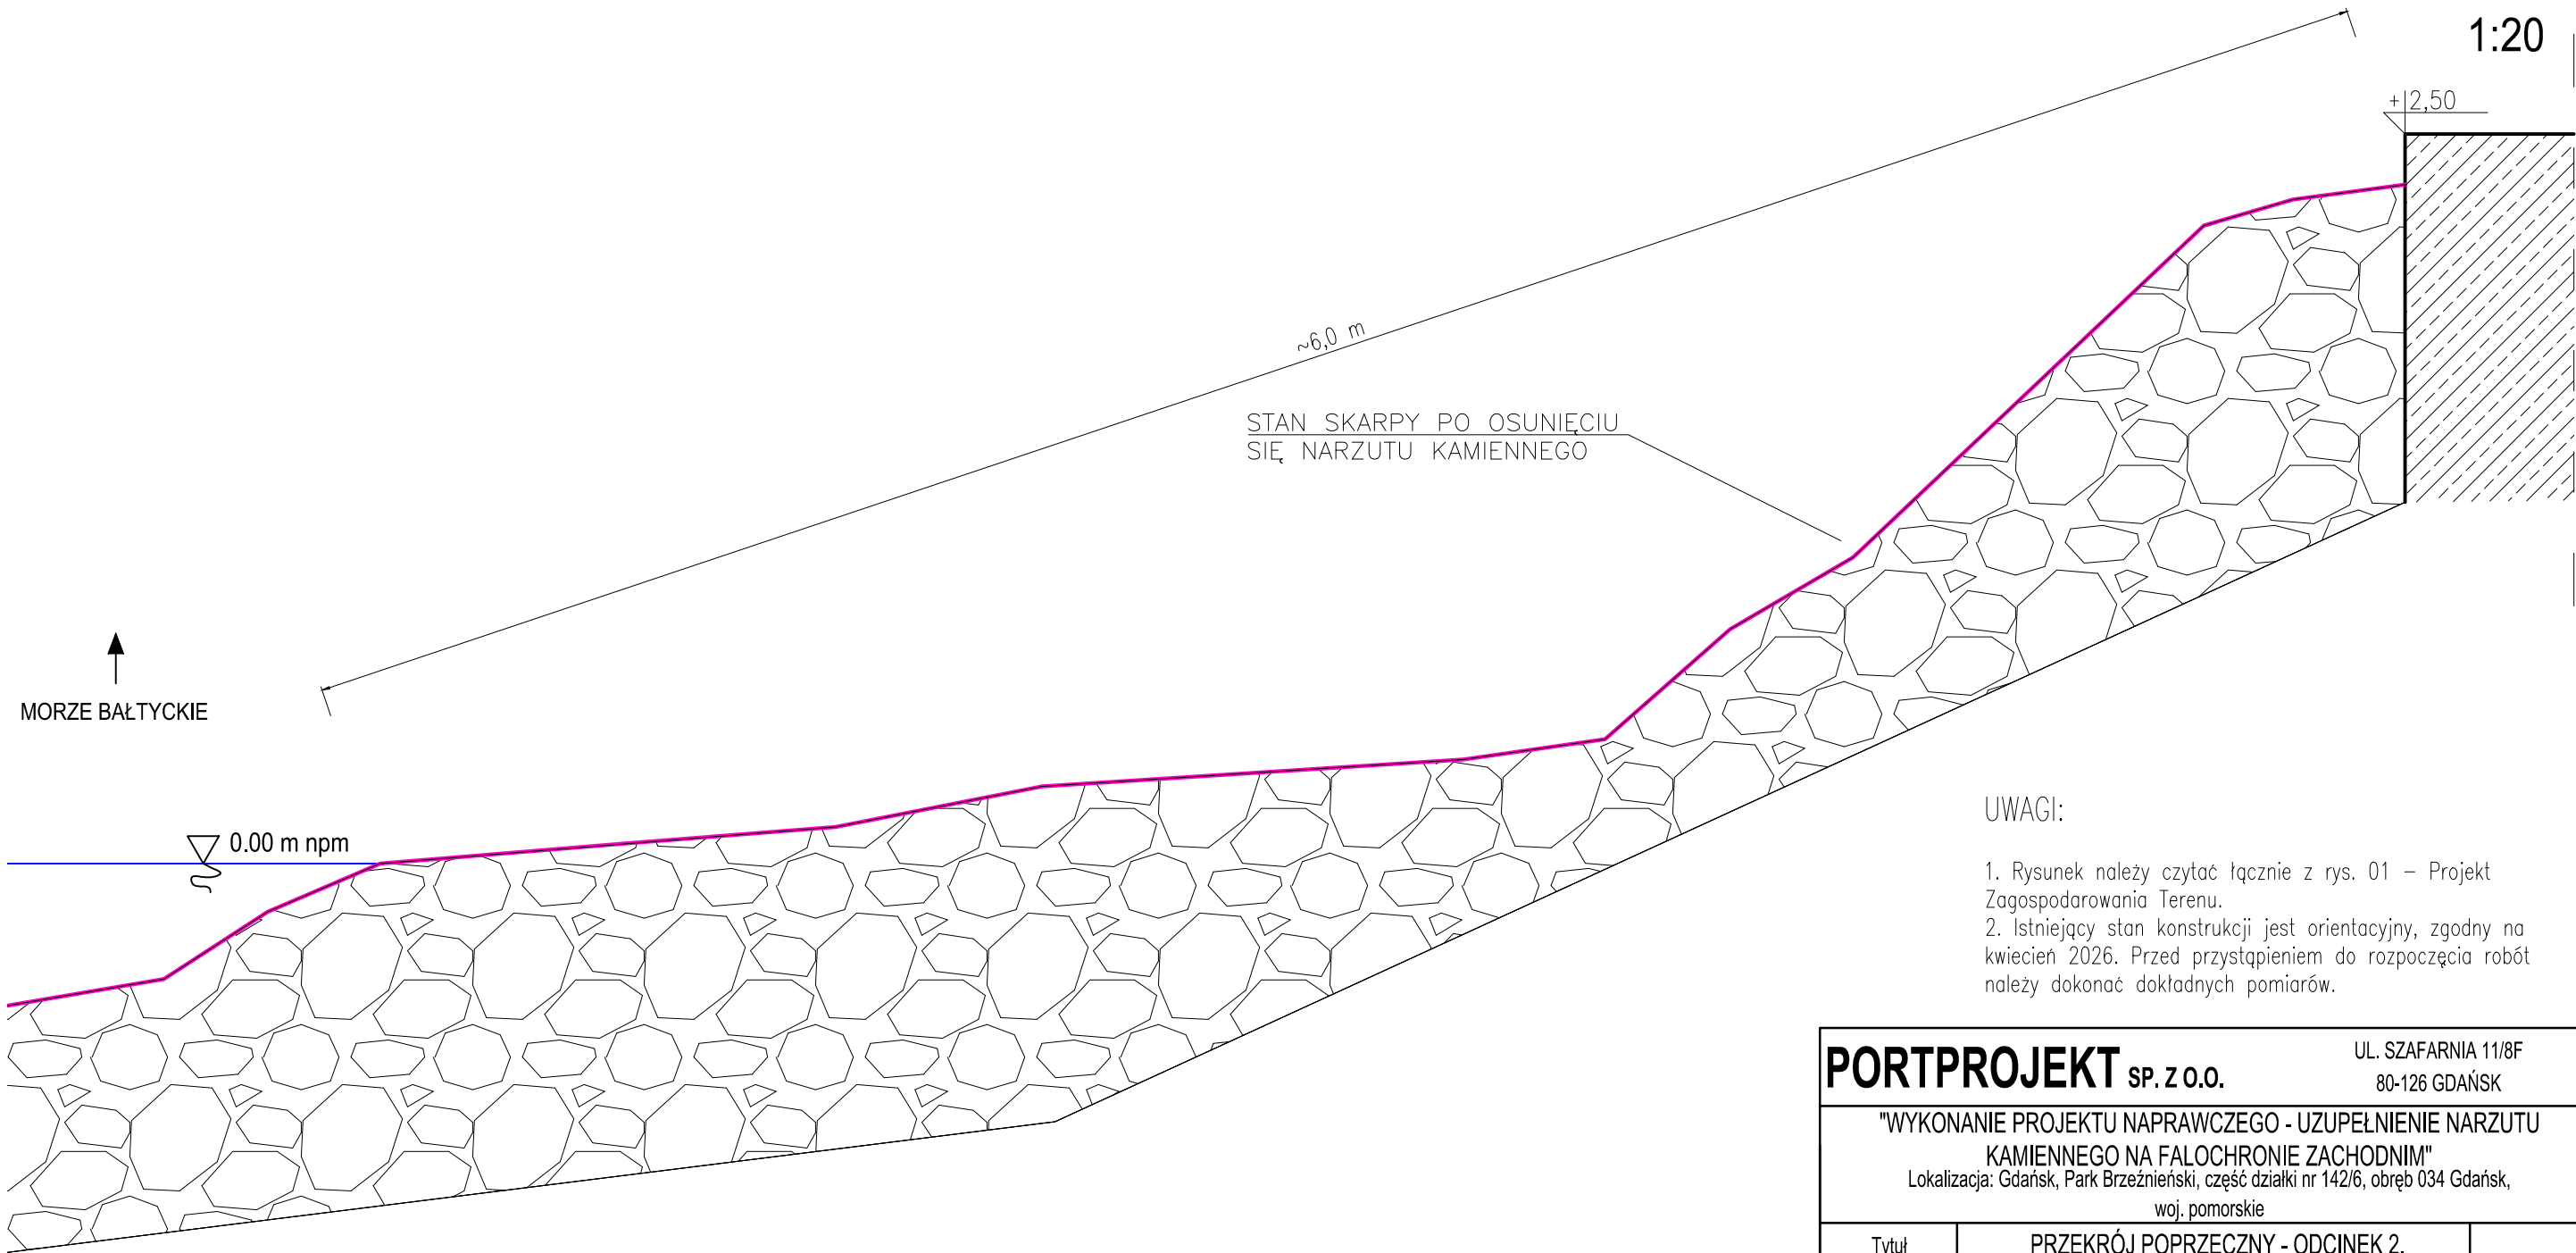 1:20
+2,50
~6,0 m
STAN SKARPY PO OSUNIĘCIU
SIĘ NARZUTU KAMIENNEGO
MORZE BAŁTYCKIE
0.00 m npm
UWAGI:
1. Rysunek należy czytać łącznie z rys. 01 – Projekt
Zagospodarowania Terenu.
2. Istniejący stan konstrukcji jest orientacyjny, zgodny na
kwiecień 2026. Przed przystąpieniem do rozpoczęcia robót
należy dokonać dokładnych pomiarów.
PORTPROJEKT SP. Z O.O.
UL. SZAFARNIA 11/8F
80-126 GDAŃSK
"WYKONANIE PROJEKTU NAPRAWCZEGO - UZUPEŁNIENIE NARZUTU
KAMIENNEGO NA FALOCHRONIE ZACHODNIM"
Lokalizacja: Gdańsk, Park Brzeźnieński, część działki nr 142/6, obręb 034 Gdańsk,
woj. pomorskie
Tytuł
PRZEKRÓJ POPRZECZNY - ODCINEK 2.